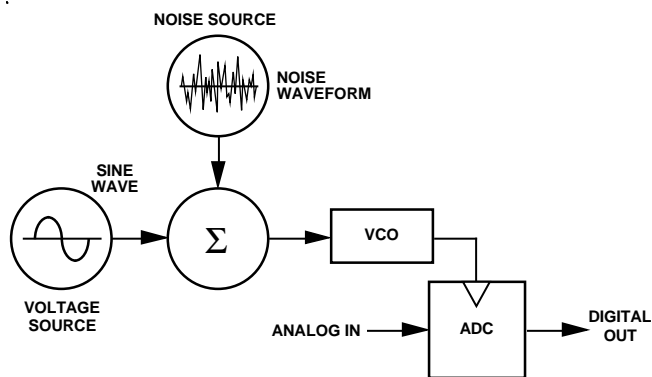 NOISE SOURCE
NOISE
WAVEFORM
SINE
WAVE
Σ
VCO
VOLTAGE
SOURCE
ANALOG IN
ADC
DIGITAL
OUT